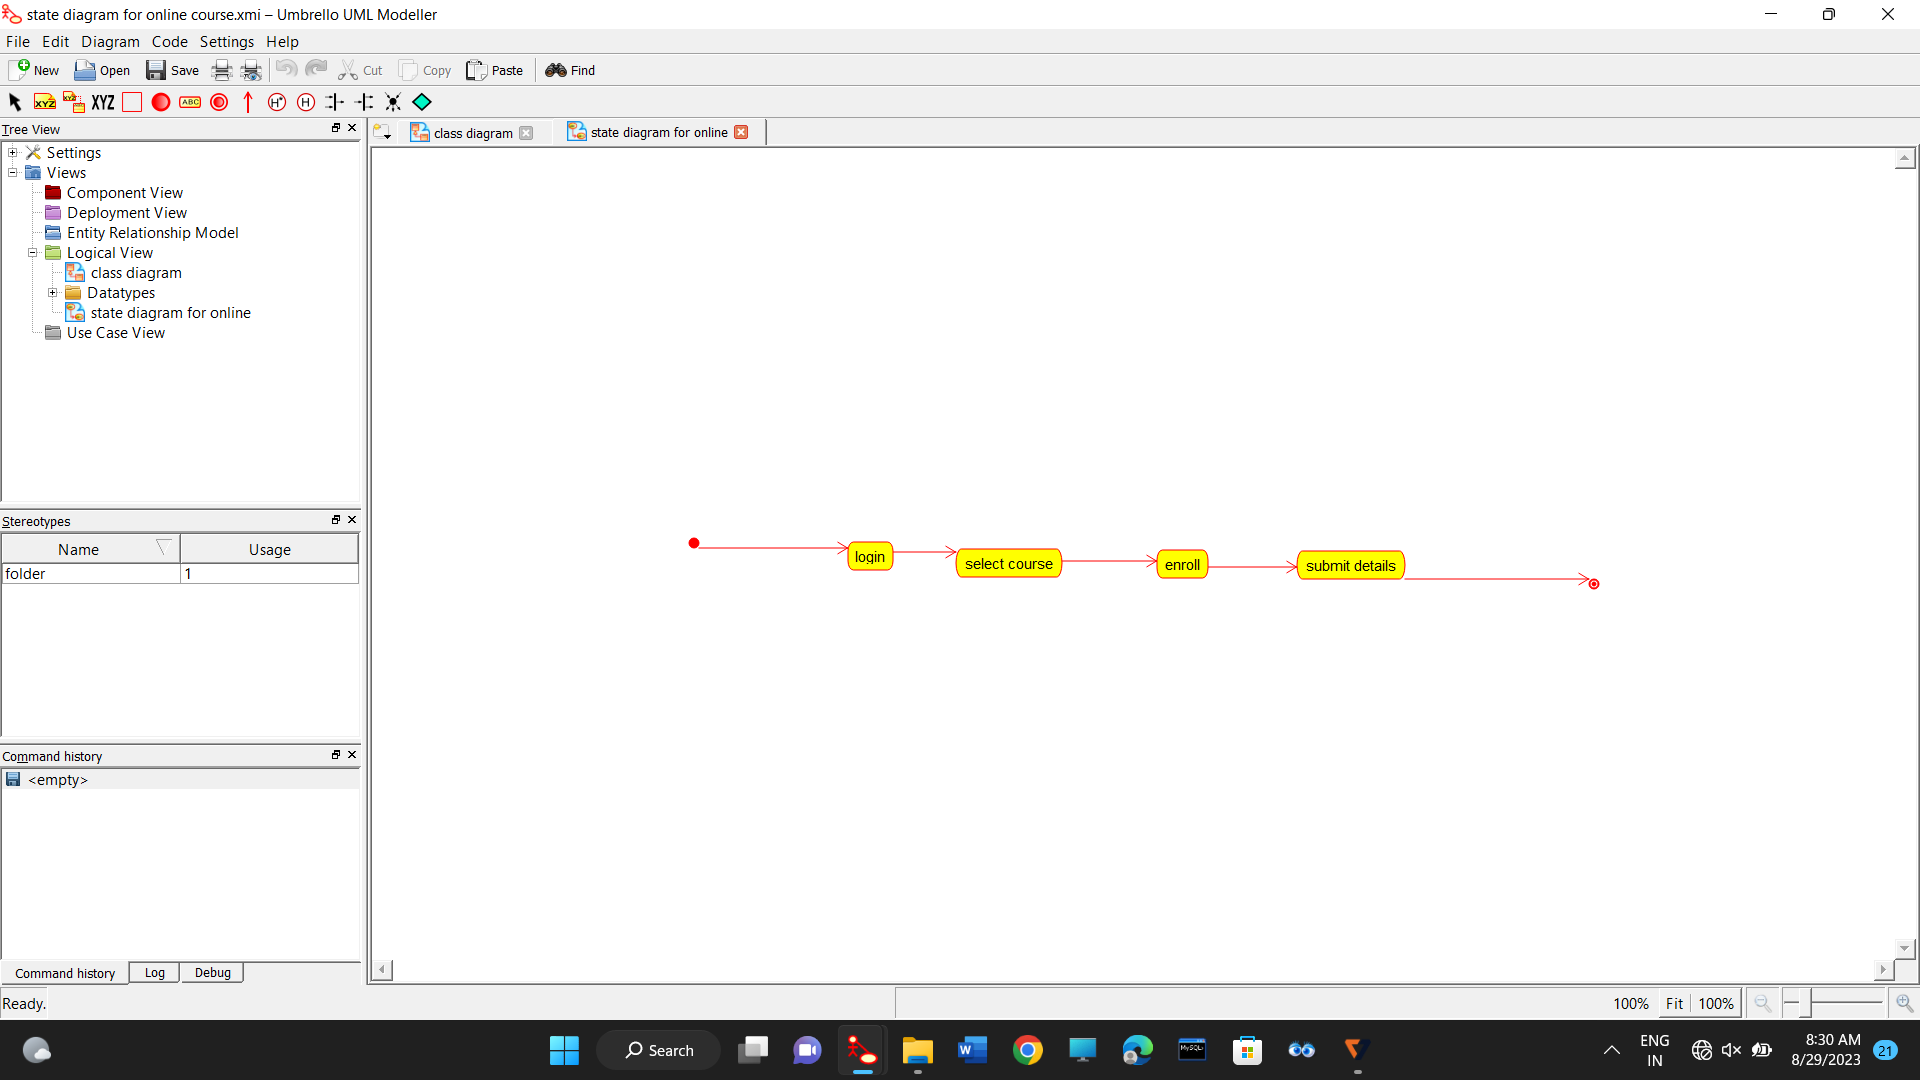 state diagram for online course.xmi – Umbrello UML Modeller
File Edit Diagram Code Settings Help
New Open Save Cut Copy Paste Find
XYZ XYZ XYZ ABC H* H
Tree View
class diagram
state diagram for online
Settings
Views
Component View
Deployment View
Entity Relationship Model
Logical View
class diagram
Datatypes
state diagram for online
Use Case View
login
select course
enroll
submit details
Stereotypes
Name Usage
folder 1
Command history
<empty>
Command history Log Debug
Ready.
100% Fit 100%
Search
W
MySQL
ENG
IN
8:30 AM
8/29/2023
21